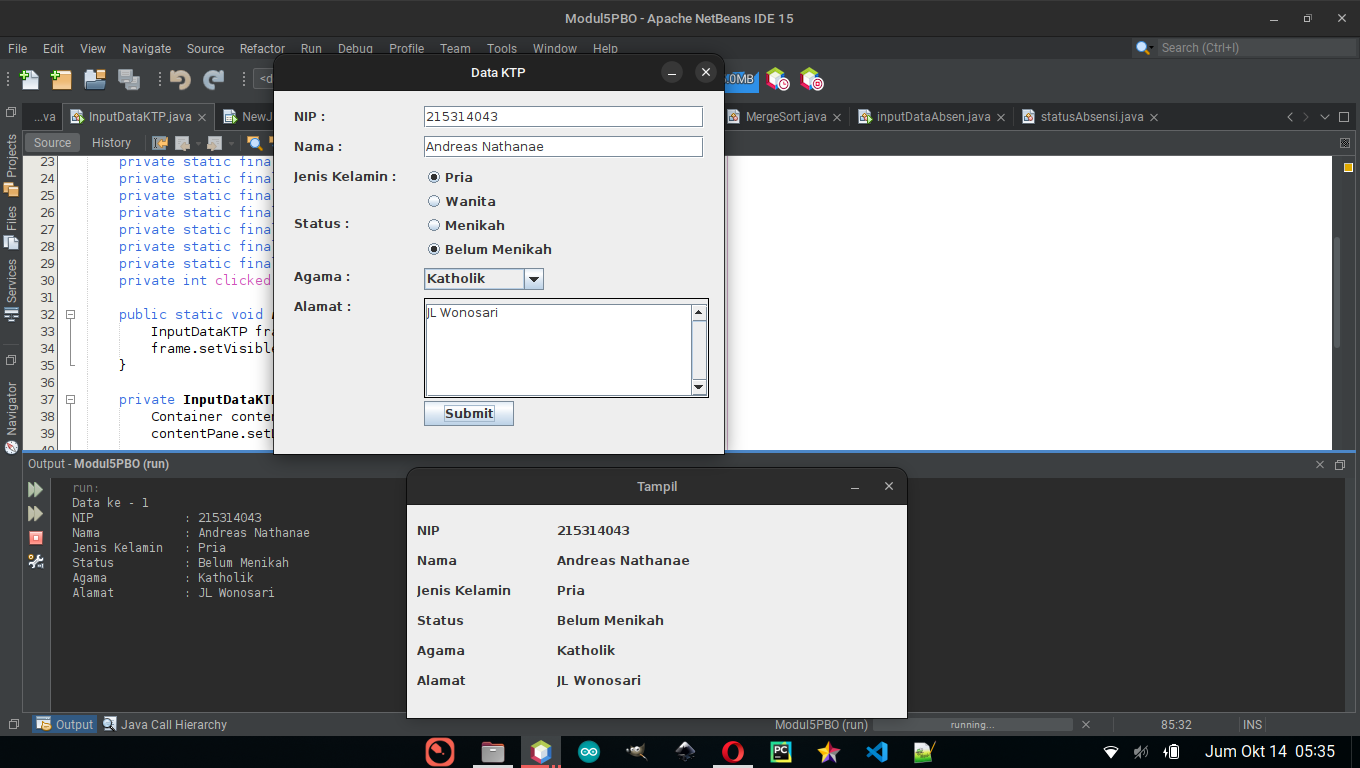 Modul5PBO - Apache NetBeans IDE 15
File Edit View Navigate Source Refactor Run Debug Profile Team Tools Window Help
Search (Ctrl+I)
Data KTP
...va InputDataKTP.java NewJ MergeSort.java inputDataAbsen.java statusAbsensi.java
Source History
Projects
Files
Services
Navigator
NIP : 215314043
Nama : Andreas Nathanae
Jenis Kelamin : Pria
Wanita
Status : Menikah
Belum Menikah
Agama : Katholik
Alamat : JL Wonosari
Submit
23 private static fina
24 private static fina
25 private static fina
26 private static fina
27 private static fina
28 private static fina
29 private static fina
30 private int clicked
31
32 public static void
33 InputDataKTP fra
34 frame.setVisible
35 }
36
37 private InputDataKT
38 Container conten
39 contentPane.set
Output - Modul5PBO (run)
run:
Data ke - 1
NIP : 215314043
Nama : Andreas Nathanae
Jenis Kelamin : Pria
Status : Belum Menikah
Agama : Katholik
Alamat : JL Wonosari
Tampil
NIP 215314043
Nama Andreas Nathanae
Jenis Kelamin Pria
Status Belum Menikah
Agama Katholik
Alamat JL Wonosari
Output Java Call Hierarchy
Modul5PBO (run) running... 85:32 INS
Jum Okt 14 05:35